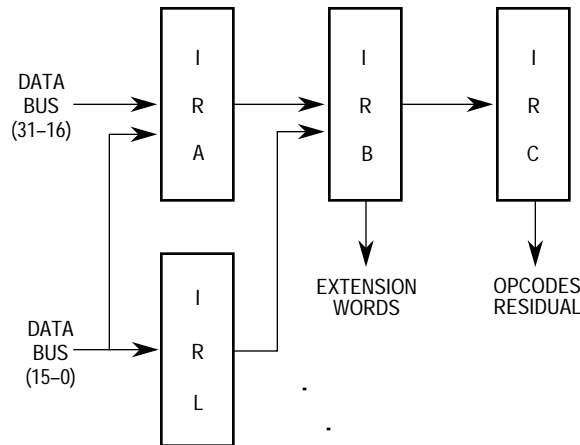 DATA
BUS
(31–16)
I
R
A
I
R
B
I
R
C
EXTENSION
WORDS
OPCODES
RESIDUAL
DATA
BUS
(15–0)
I
R
L